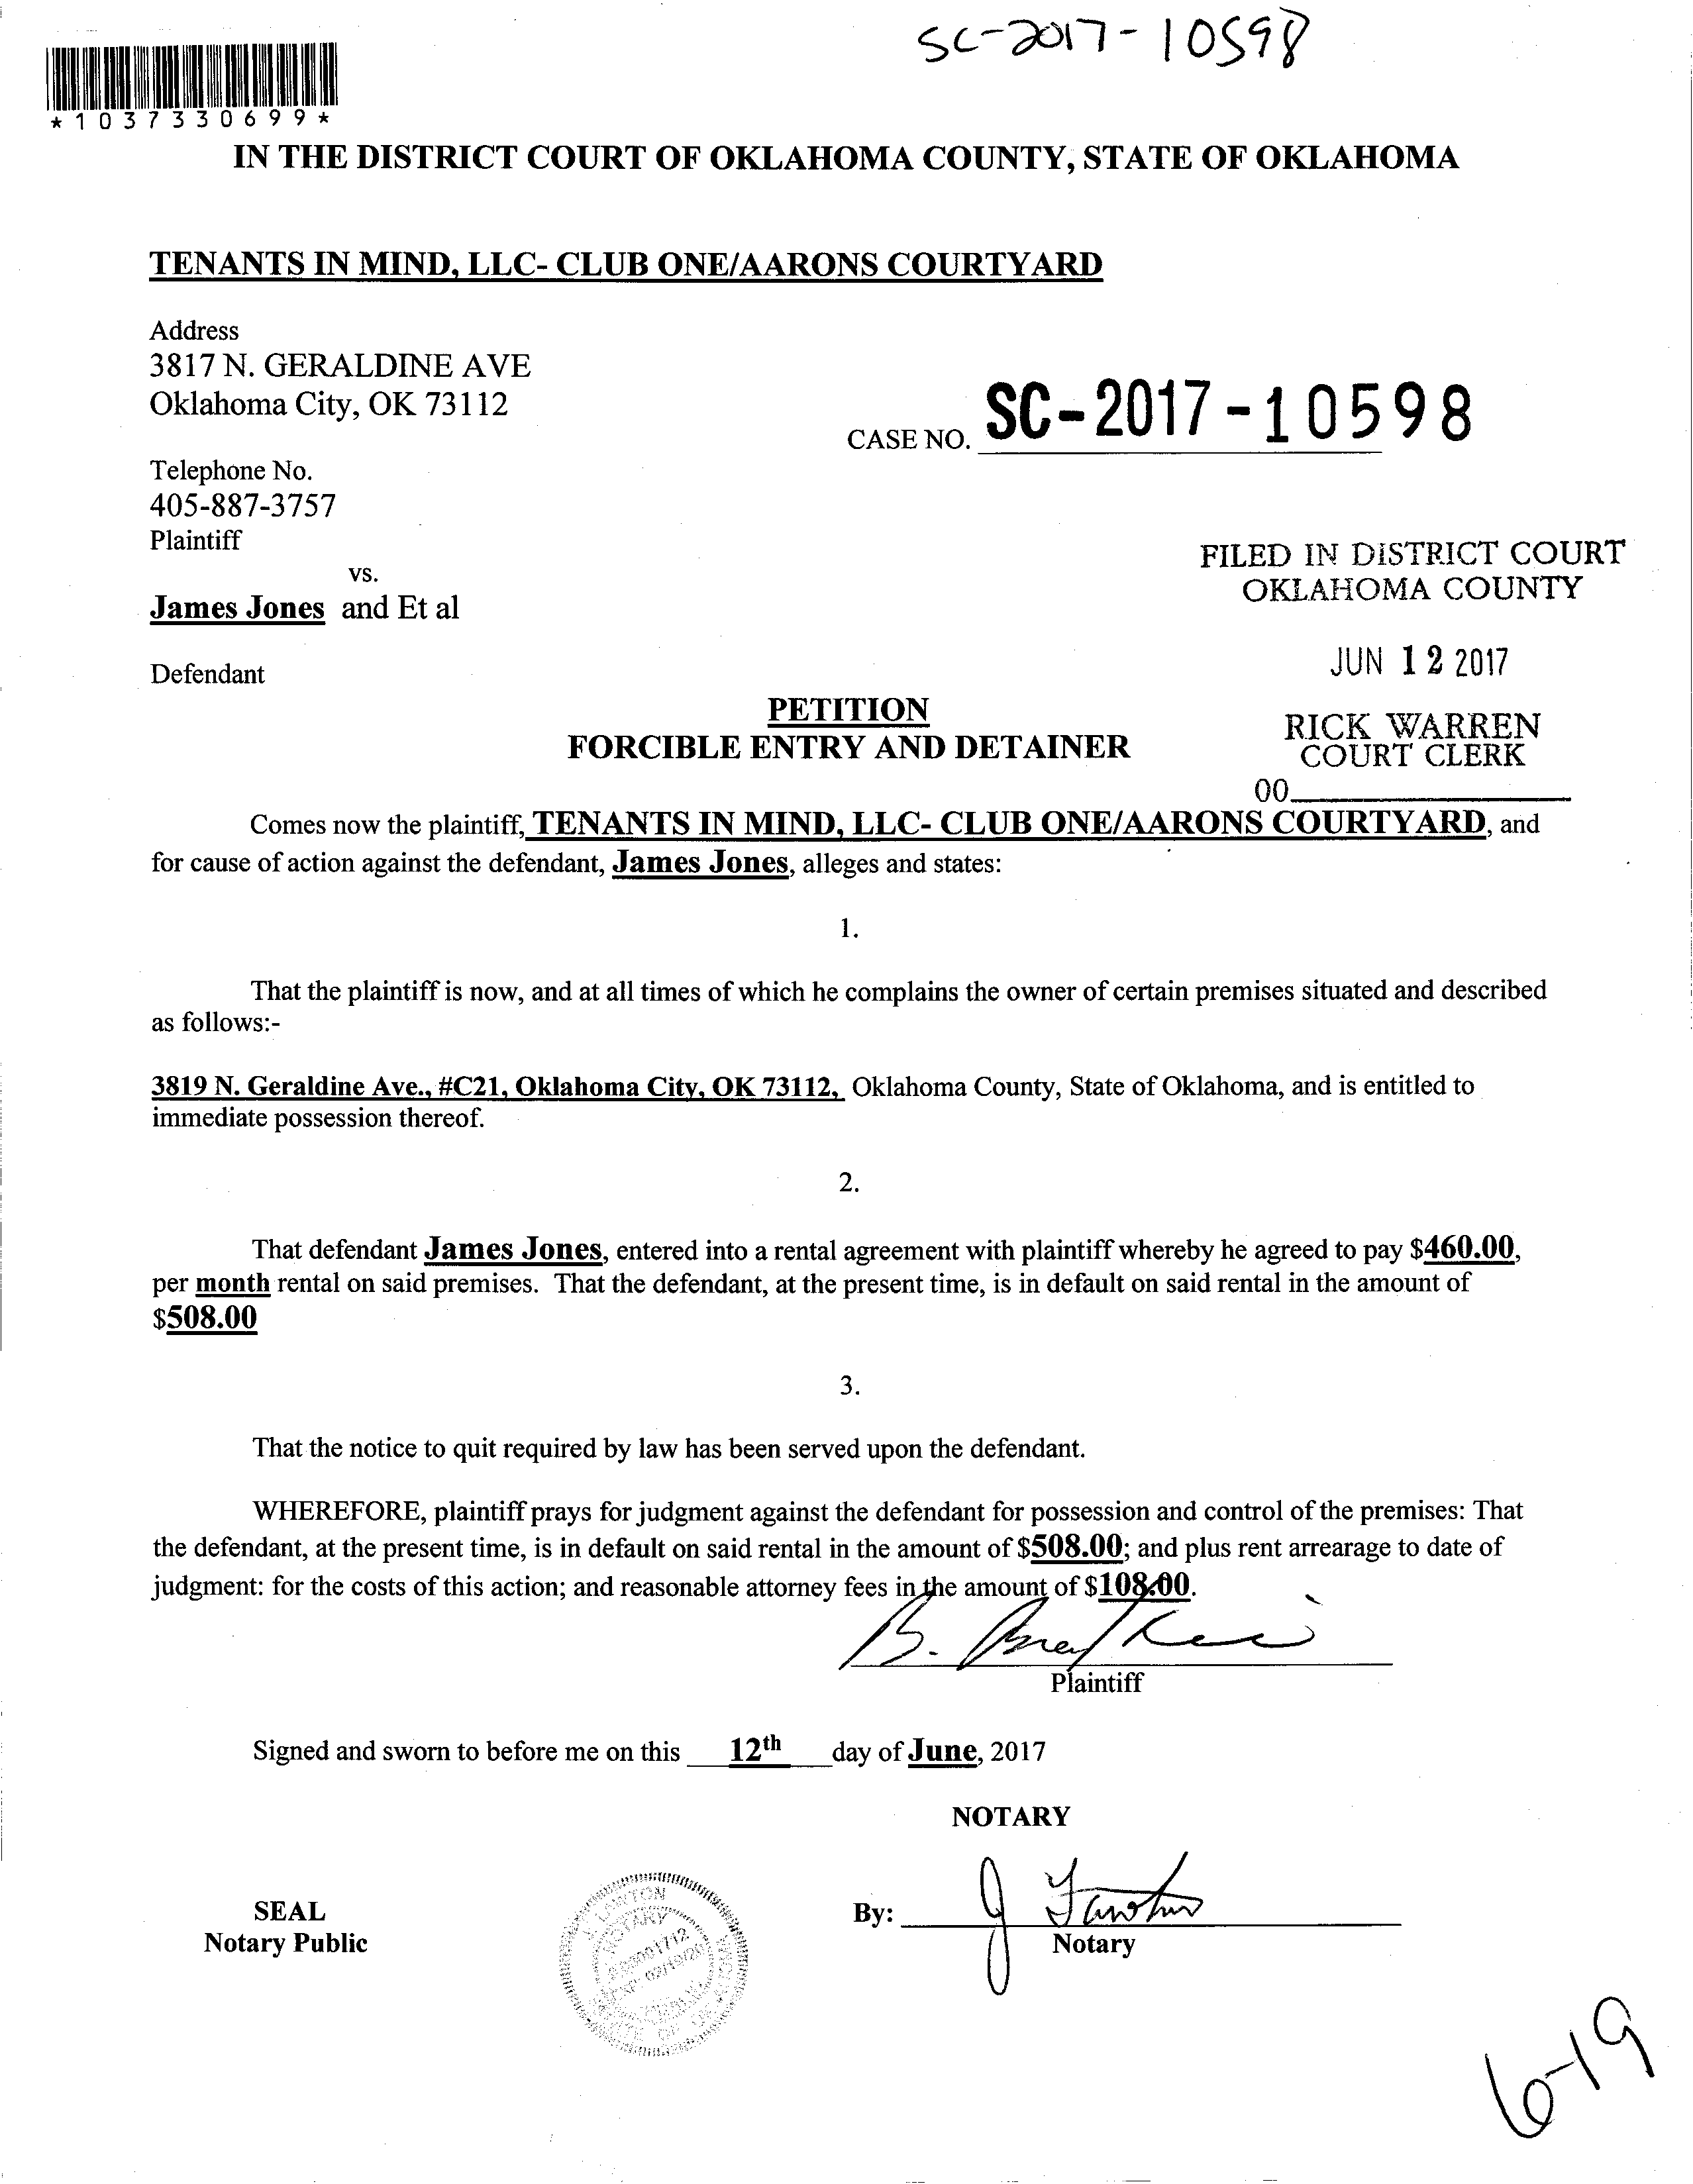 SC-2017-10598
*1037330699*
IN THE DISTRICT COURT OF OKLAHOMA COUNTY, STATE OF OKLAHOMA
TENANTS IN MIND, LLC- CLUB ONE/AARONS COURTYARD
Address
3817 N. GERALDINE AVE
Oklahoma City, OK 73112
CASE NO. SC-2017-10598
Telephone No.
405-887-3757
Plaintiff
vs.
James Jones and Et al
Defendant
FILED IN DISTRICT COURT
OKLAHOMA COUNTY
JUN 12 2017
RICK WARREN
COURT CLERK
00
PETITION
FORCIBLE ENTRY AND DETAINER
Comes now the plaintiff, TENANTS IN MIND, LLC- CLUB ONE/AARONS COURTYARD, and
for cause of action against the defendant, James Jones, alleges and states:
1.
That the plaintiff is now, and at all times of which he complains the owner of certain premises situated and described
as follows:-
3819 N. Geraldine Ave., #C21, Oklahoma City, OK 73112, Oklahoma County, State of Oklahoma, and is entitled to
immediate possession thereof.
2.
That defendant James Jones, entered into a rental agreement with plaintiff whereby he agreed to pay $460.00,
per month rental on said premises. That the defendant, at the present time, is in default on said rental in the amount of
$508.00
3.
That the notice to quit required by law has been served upon the defendant.
WHEREFORE, plaintiff prays for judgment against the defendant for possession and control of the premises: That
the defendant, at the present time, is in default on said rental in the amount of $508.00; and plus rent arrearage to date of
judgment: for the costs of this action; and reasonable attorney fees in the amount of $108.00.
B.
Plaintiff
Signed and sworn to before me on this 12th day of June, 2017
NOTARY
SEAL
Notary Public
LAWTON
NOTARY
By: J
Notary
6-19